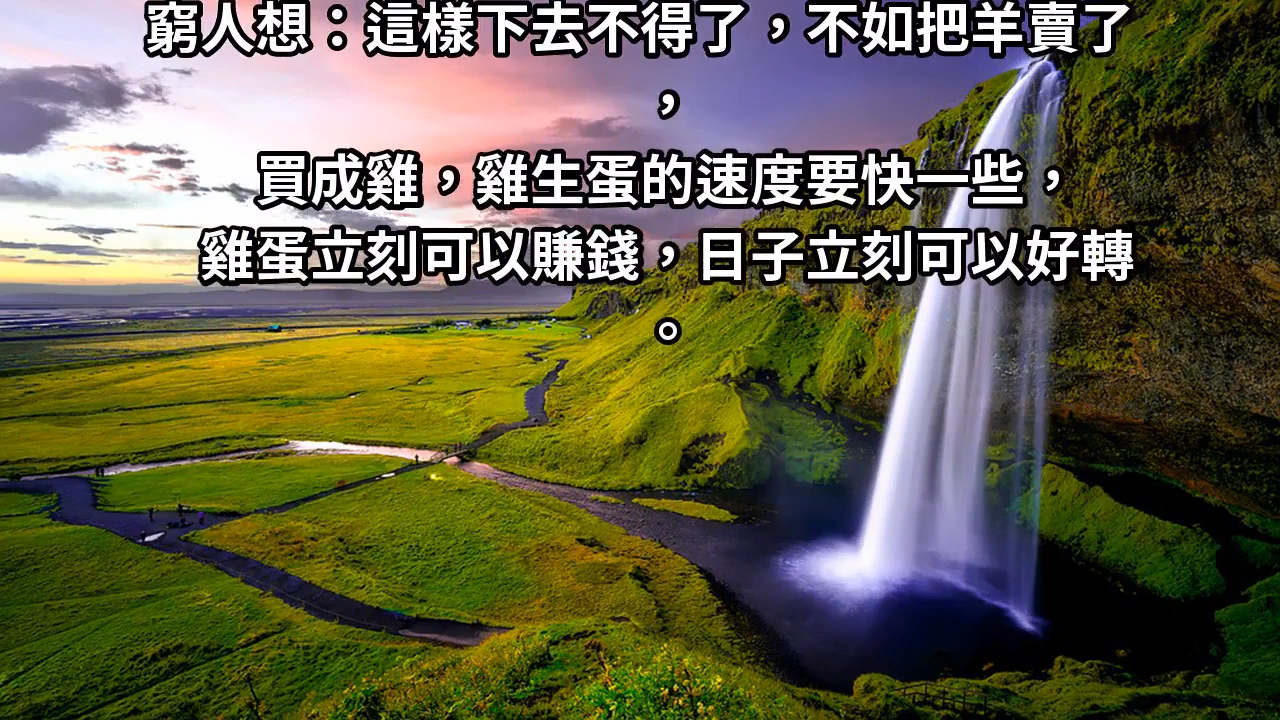 窮人想：這樣下去不得了，不如把羊賣了
，
買成雞，雞生蛋的速度要快一些，
雞蛋立刻可以賺錢，日子立刻可以好轉
。